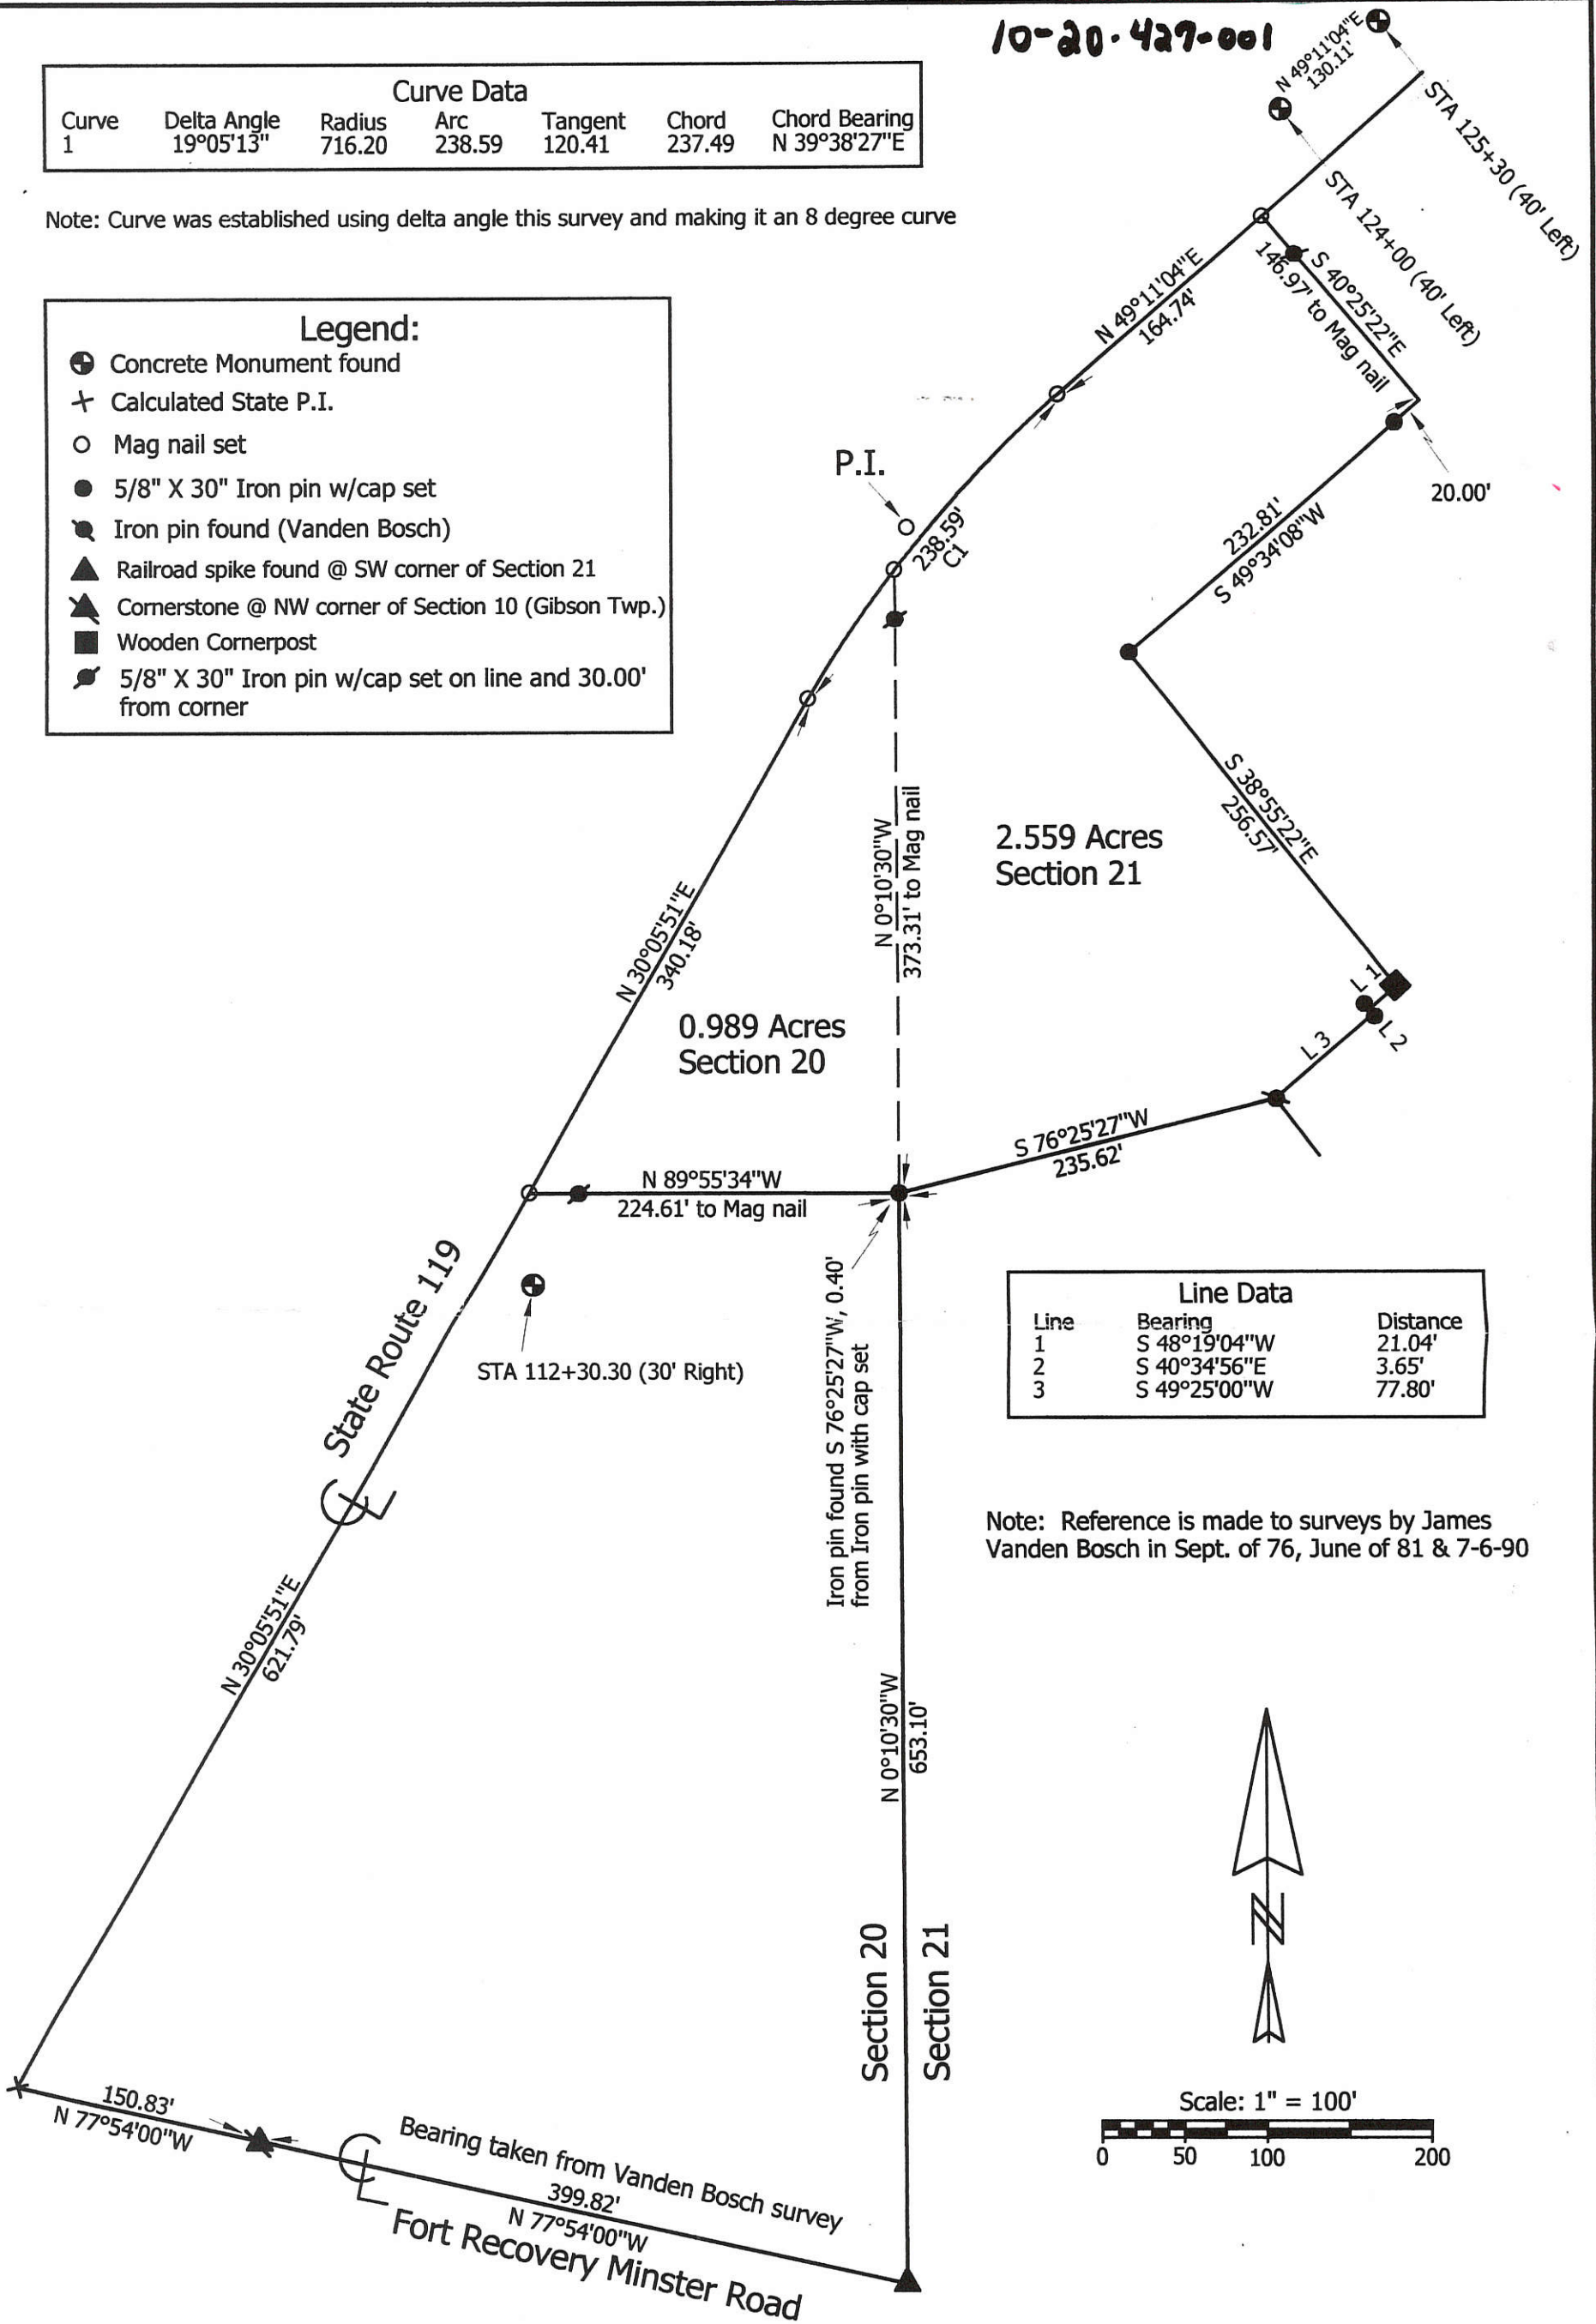 10-20-427-001
Curve Data
Curve Delta Angle Radius Arc Tangent Chord Chord Bearing
1 19°05'13" 716.20 238.59 120.41 237.49 N 39°38'27"E
Note: Curve was established using delta angle this survey and making it an 8 degree curve
N 49°11'04"E
130.11'
STA 125+30 (40' Left)
STA 124+00 (40' Left)
Legend:
Concrete Monument found
Calculated State P.I.
Mag nail set
5/8" X 30" Iron pin w/cap set
Iron pin found (Vanden Bosch)
Railroad spike found @ SW corner of Section 21
Cornerstone @ NW corner of Section 10 (Gibson Twp.)
Wooden Cornerpost
5/8" X 30" Iron pin w/cap set on line and 30.00'
from corner
N 49°11'04"E
164.74'
S 40°25'22"E
146.97' to Mag nail
20.00'
P.I.
238.59'
C1
232.81'
S 49°34'08"W
S 38°55'22"E
256.57'
N 0°10'30"W
373.31' to Mag nail
2.559 Acres
Section 21
N 30°05'51"E
340.18'
0.989 Acres
Section 20
L 1
L 2
L 3
S 76°25'27"W
235.62'
N 89°55'34"W
224.61' to Mag nail
STA 112+30.30 (30' Right)
State Route 119
CL
Iron pin found S 76°25'27"W, 0.40'
from Iron pin with cap set
Line Data
Line Bearing Distance
1 S 48°19'04"W 21.04'
2 S 40°34'56"E 3.65'
3 S 49°25'00"W 77.80'
Note: Reference is made to surveys by James
Vanden Bosch in Sept. of 76, June of 81 & 7-6-90
N 30°05'51"E
621.79'
N 0°10'30"W
653.10'
Section 20
Section 21
N
Scale: 1" = 100'
0 50 100 200
150.83'
N 77°54'00"W
CL
Bearing taken from Vanden Bosch survey
399.82'
N 77°54'00"W
Fort Recovery Minster Road